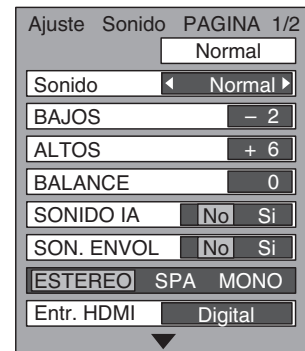 Ajuste Sonido PAGINA 1/2
Normal
Sonido Normal
BAJOS – 2
ALTOS + 6
BALANCE 0
SONIDO IA No Si
SON. ENVOL No Si
ESTEREO SPA MONO
Entr. HDMI Digital